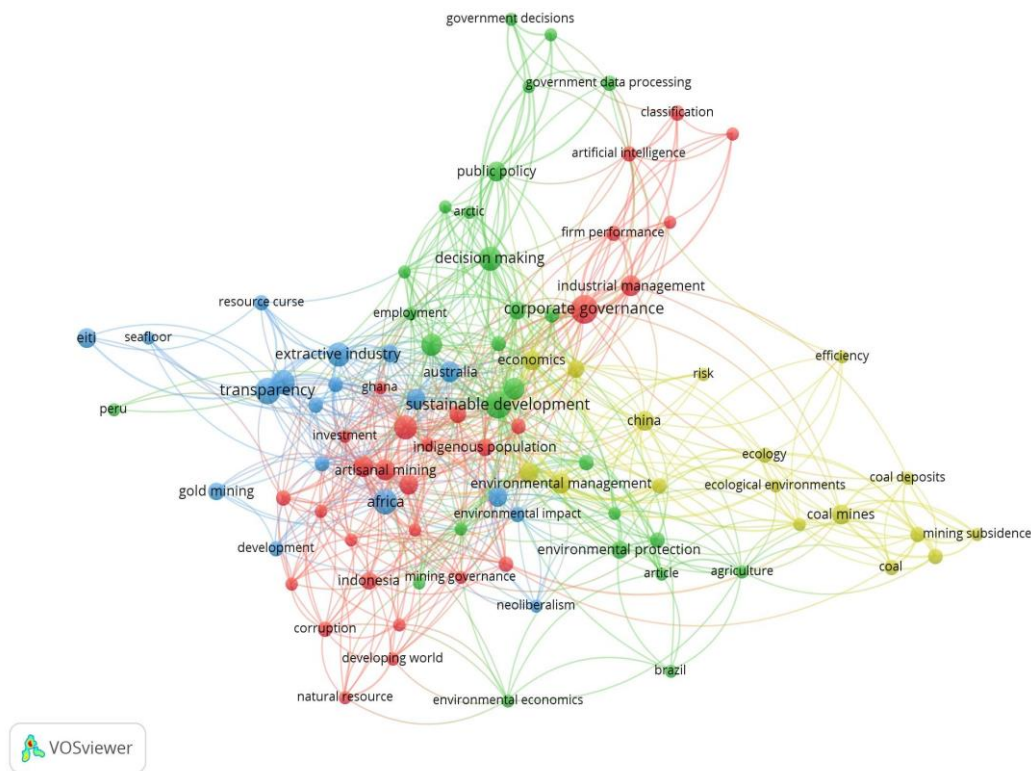 government decisions
government data processing
classification
artificial intelligence
public policy
arctic
firm performance
decision making
industrial management
resource curse
corporate governance
employment
eiti
seafloor
extractive industry
economics
efficiency
australia
risk
transparency
ghana
sustainable development
peru
china
investment
indigenous population
ecology
artisanal mining
coal deposits
environmental management
ecological environments
gold mining
africa
environmental impact
coal mines
mining subsidence
development
environmental protection
coal
indonesia
mining governance
article
agriculture
neoliberalism
corruption
developing world
brazil
natural resource
environmental economics
VOSviewer